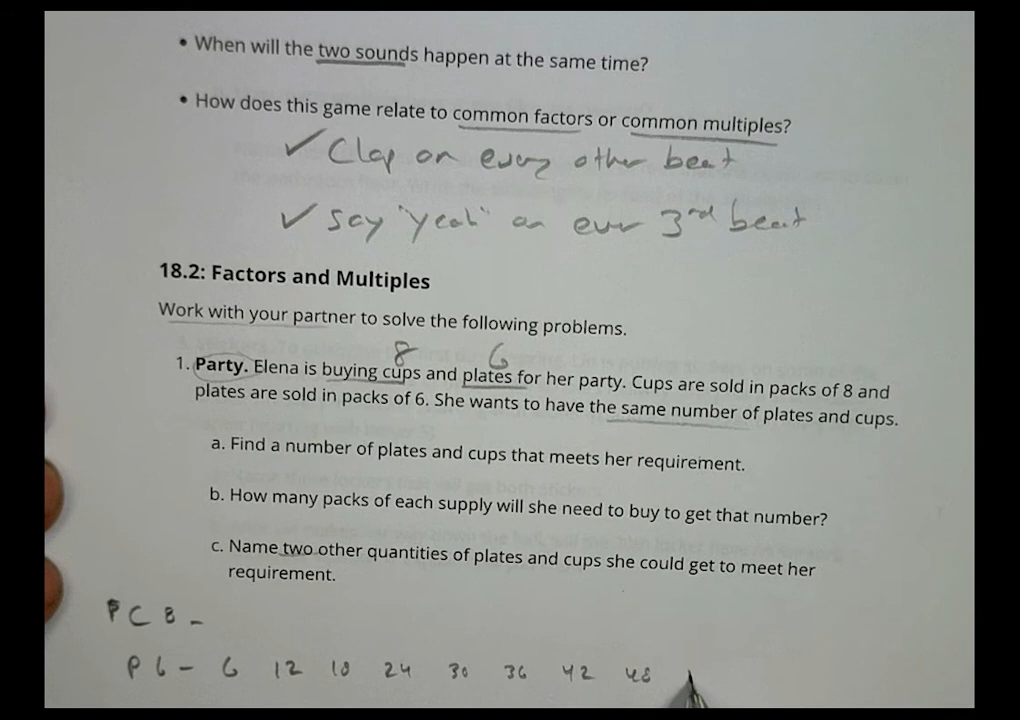 • When will the two sounds happen at the same time?
• How does this game relate to common factors or common multiples?
✓ Clap on every other beat
✓ say "yeah" on ever 3rd beat
18.2: Factors and Multiples
Work with your partner to solve the following problems.
8 6
1. Party. Elena is buying cups and plates for her party. Cups are sold in packs of 8 and
plates are sold in packs of 6. She wants to have the same number of plates and cups.
a. Find a number of plates and cups that meets her requirement.
b. How many packs of each supply will she need to buy to get that number?
c. Name two other quantities of plates and cups she could get to meet her
requirement.
C 8 -
P 6 - 6 12 18 24 30 36 42 48